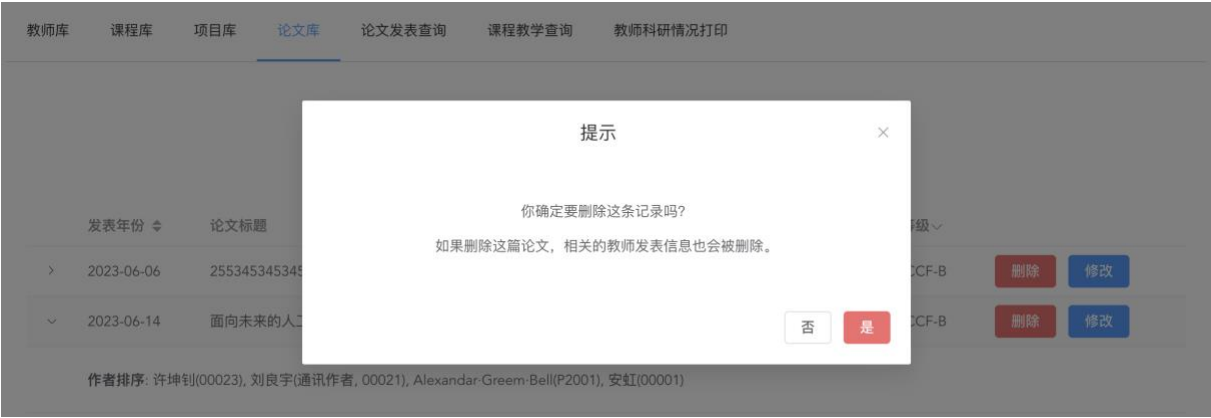 教师库 课程库 项目库 论文库 论文发表查询 课程教学查询 教师科研情况打印
提示
你确定要删除这条记录吗?
如果删除这篇论文，相关的教师发表信息也会被删除。
否 是
发表年份 论文标题 级
2023-06-06 255345345345 CCF-B 删除 修改
2023-06-14 面向未来的人工 CCF-B 删除 修改
作者排序: 许坤钊(00023), 刘良宇(通讯作者, 00021), Alexandar·Greem·Bell(P2001), 安虹(00001)